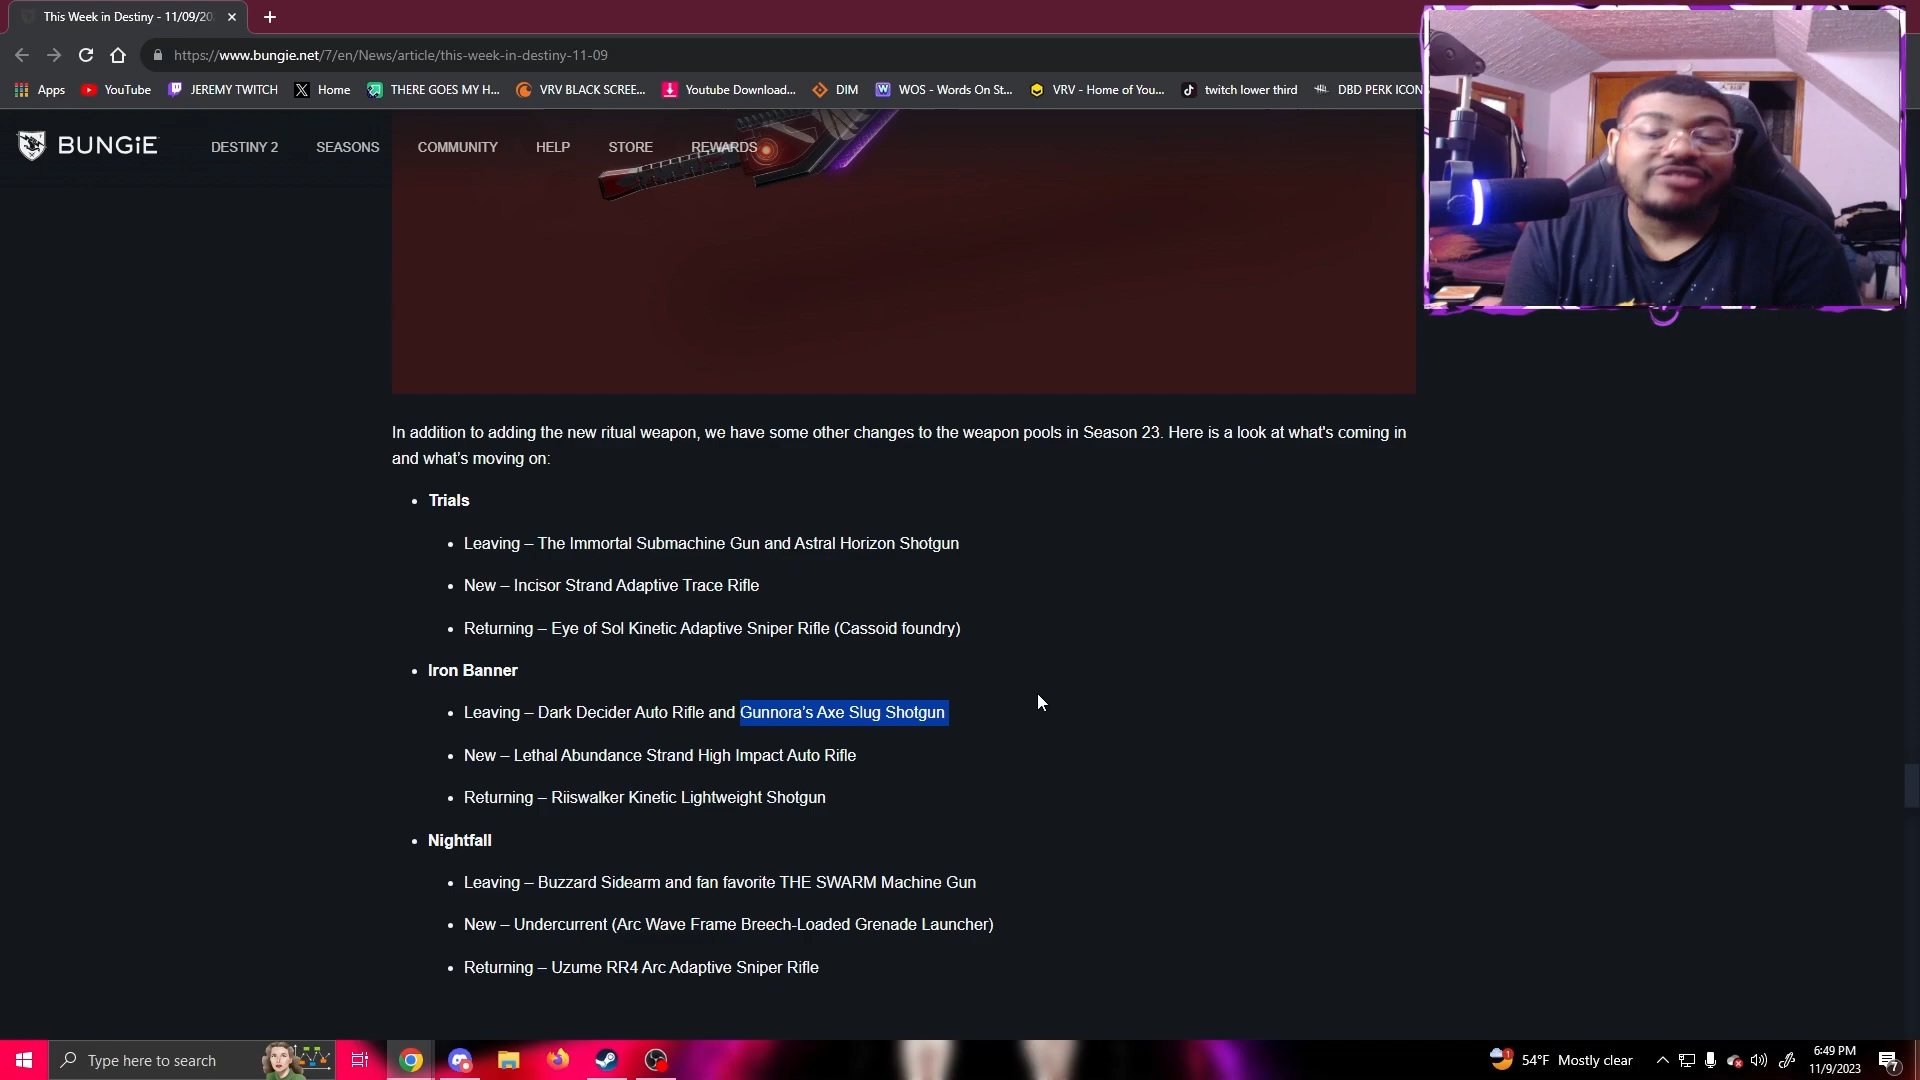 This Week in Destiny - 11/09/20
https://www.bungie.net/7/en/News/article/this-week-in-destiny-11-09
Apps YouTube JEREMY TWITCH Home THERE GOES MY H... VRV BLACK SCREE... Youtube Download... DIM WOS - Words On St... VRV - Home of You... twitch lower third DBD PERK ICON
BUNGiE DESTINY 2 SEASONS COMMUNITY HELP STORE REWARDS
In addition to adding the new ritual weapon, we have some other changes to the weapon pools in Season 23. Here is a look at what's coming in
and what's moving on:
• Trials
• Leaving – The Immortal Submachine Gun and Astral Horizon Shotgun
• New – Incisor Strand Adaptive Trace Rifle
• Returning – Eye of Sol Kinetic Adaptive Sniper Rifle (Cassoid foundry)
• Iron Banner
• Leaving – Dark Decider Auto Rifle and Gunnora's Axe Slug Shotgun
• New – Lethal Abundance Strand High Impact Auto Rifle
• Returning – Riiswalker Kinetic Lightweight Shotgun
• Nightfall
• Leaving – Buzzard Sidearm and fan favorite THE SWARM Machine Gun
• New – Undercurrent (Arc Wave Frame Breech-Loaded Grenade Launcher)
• Returning – Uzume RR4 Arc Adaptive Sniper Rifle
Type here to search
54°F Mostly clear
6:49 PM
11/9/2023
7